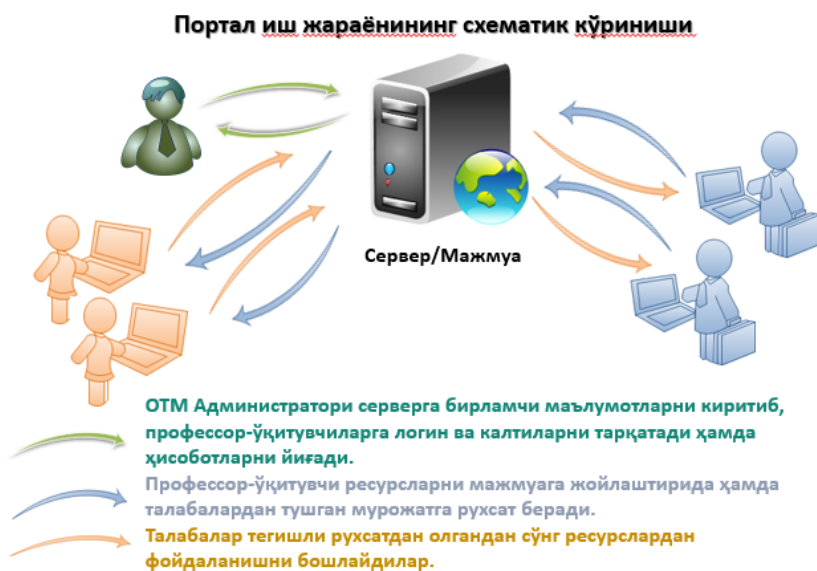 Портал иш жараёнининг схематик кўриниши
Сервер/Мажмуа
ОТМ Администратори серверга бирламчи маълумотларни киритиб,
профессор-ўқитувчиларга логин ва калтиларни тарқатади ҳамда
ҳисоботларни йиғади.
Профессор-ўқитувчи ресурсларни мажмуага жойлаштирида ҳамда
талабалардан тушган мурожатга рухсат беради.
Талабалар тегишли рухсатдан олгандан сўнг ресурслардан
фойдаланишни бошлайдилар.